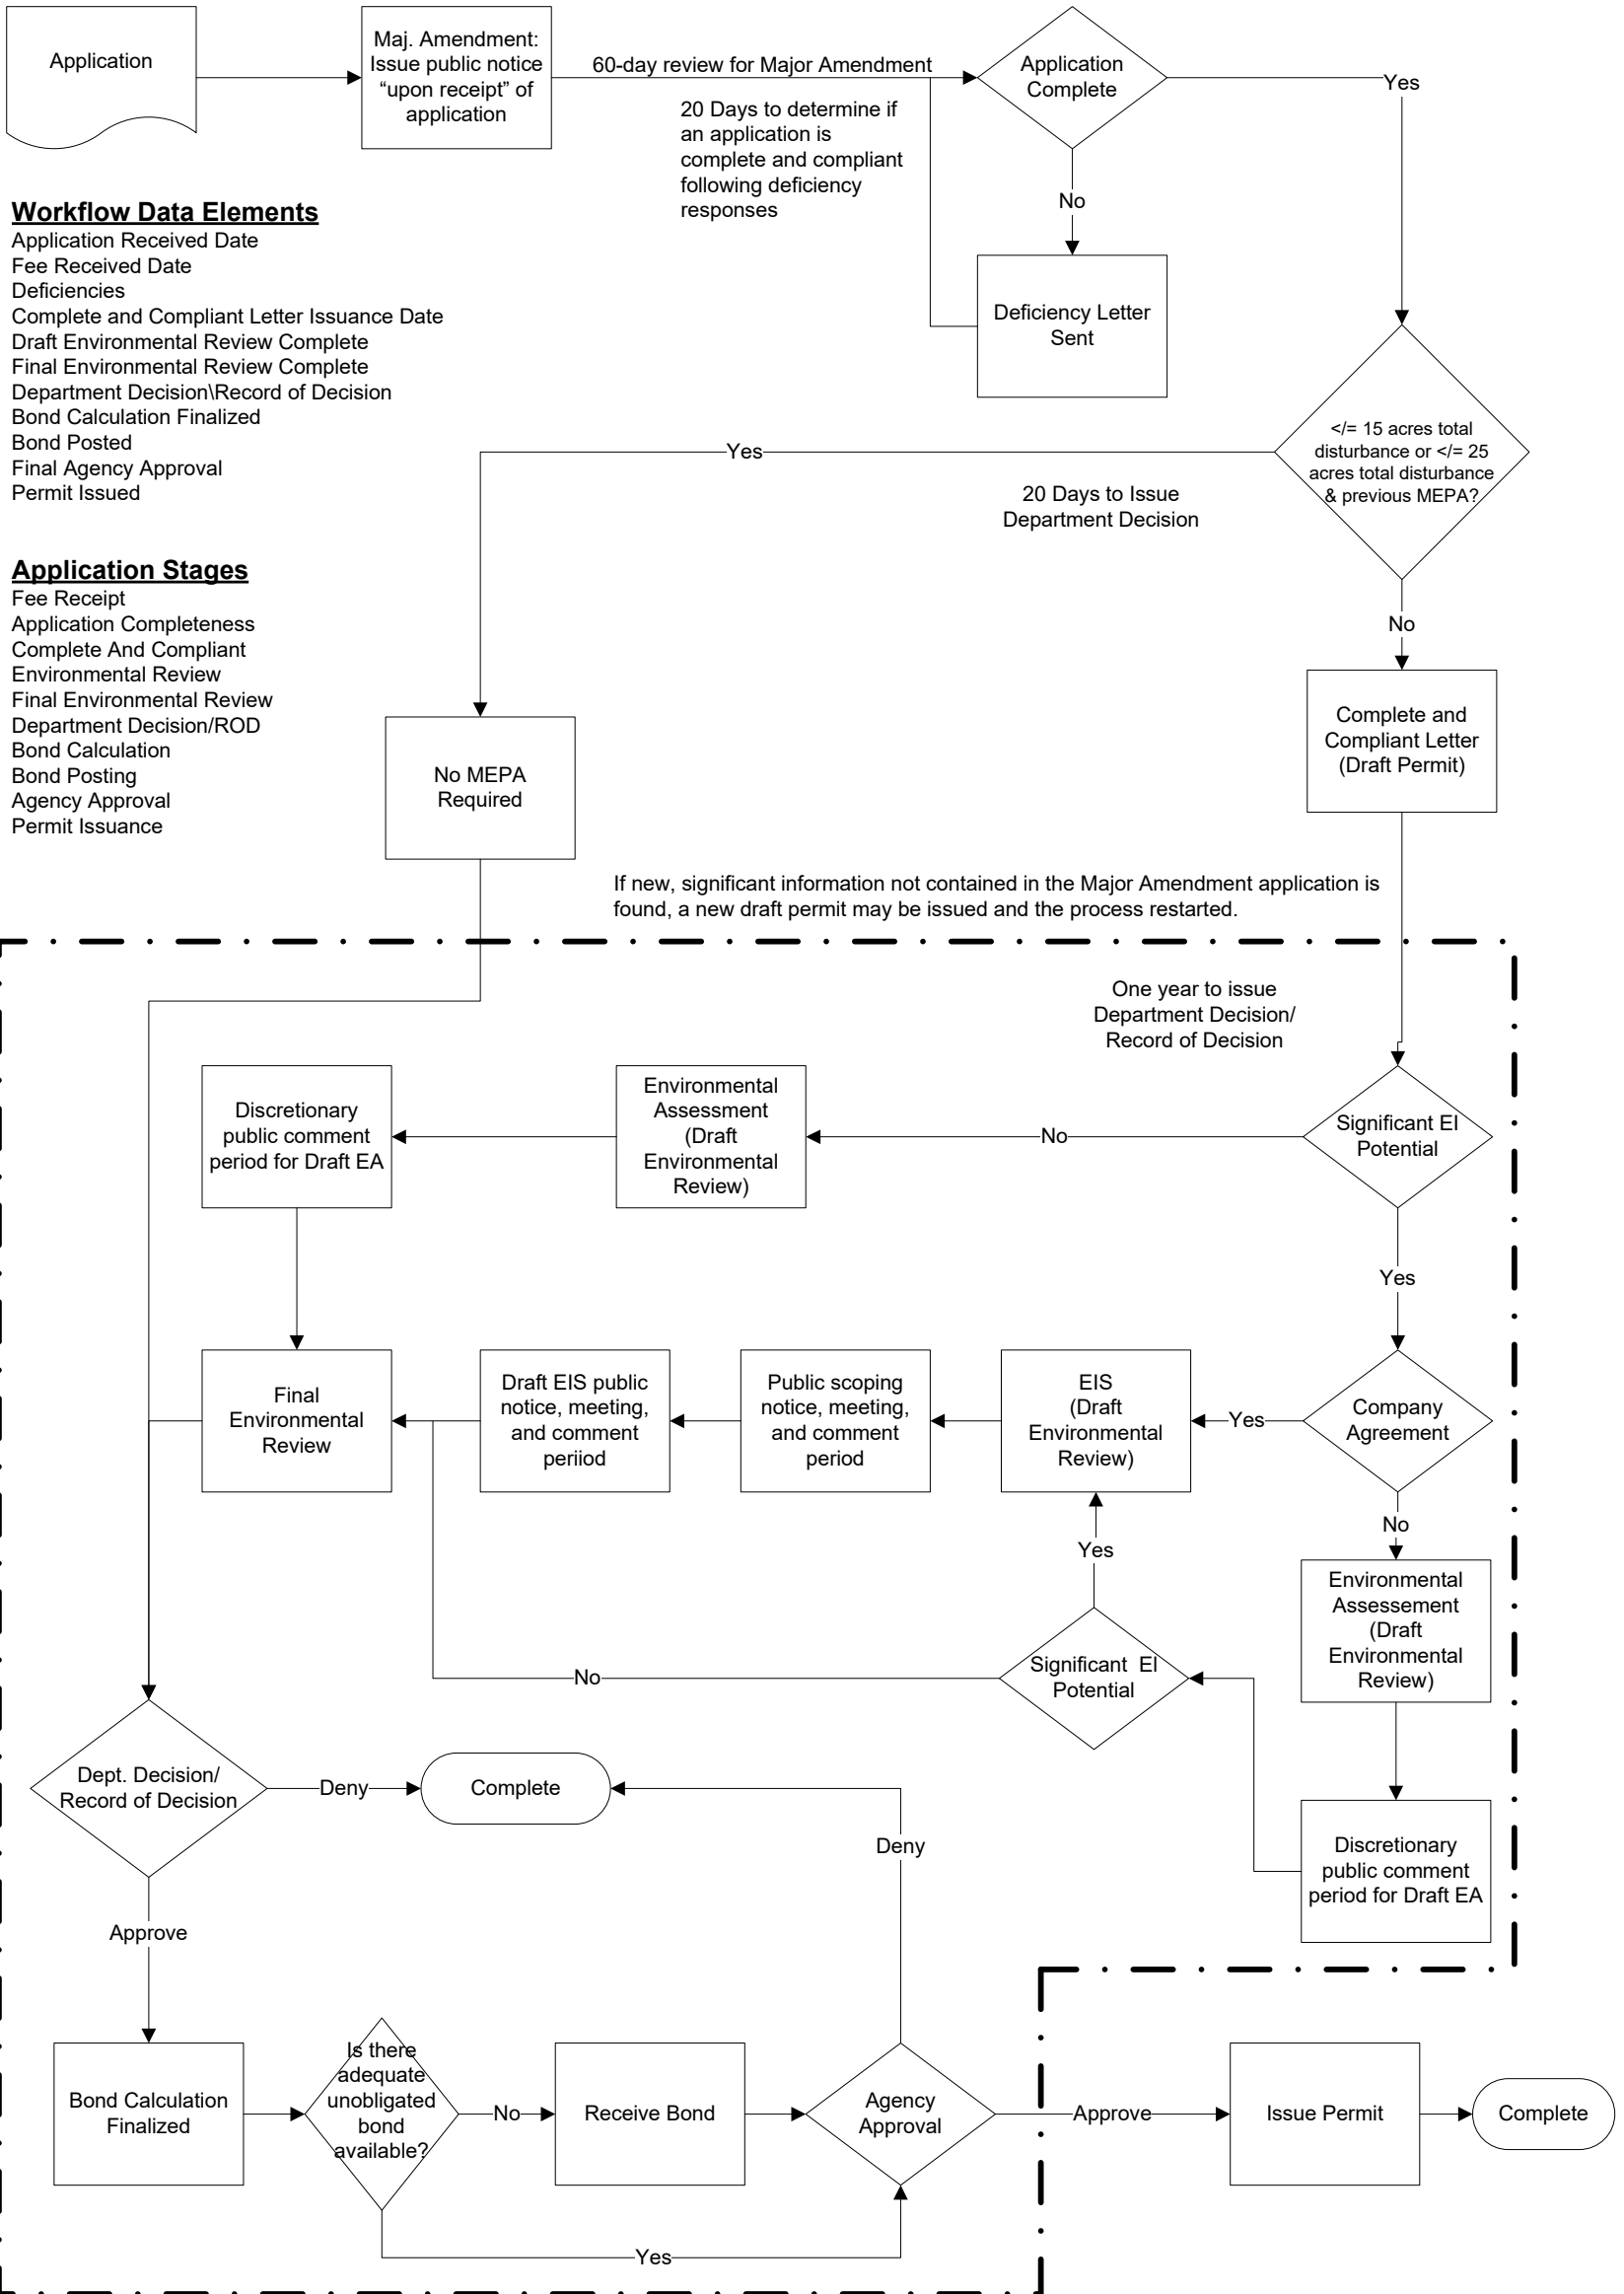 Application
Maj. Amendment:
Issue public notice
“upon receipt” of
application
60-day review for Major Amendment
20 Days to determine if
an application is
complete and compliant
following deficiency
responses
Application
Complete
Yes
No
Deficiency Letter
Sent
Workflow Data Elements
Application Received Date
Fee Received Date
Deficiencies
Complete and Compliant Letter Issuance Date
Draft Environmental Review Complete
Final Environmental Review Complete
Department Decision\Record of Decision
Bond Calculation Finalized
Bond Posted
Final Agency Approval
Permit Issued
</= 15 acres total
disturbance or </= 25
acres total disturbance
& previous MEPA?
Yes
20 Days to Issue
Department Decision
No
Application Stages
Fee Receipt
Application Completeness
Complete And Compliant
Environmental Review
Final Environmental Review
Department Decision/ROD
Bond Calculation
Bond Posting
Agency Approval
Permit Issuance
No MEPA
Required
Complete and
Compliant Letter
(Draft Permit)
If new, significant information not contained in the Major Amendment application is
found, a new draft permit may be issued and the process restarted.
One year to issue
Department Decision/
Record of Decision
Discretionary
public comment
period for Draft EA
Environmental
Assessment
(Draft
Environmental
Review)
No
Significant EI
Potential
Yes
Final
Environmental
Review
Draft EIS public
notice, meeting,
and comment
periiod
Public scoping
notice, meeting,
and comment
period
EIS
(Draft
Environmental
Review)
Yes
Company
Agreement
No
Yes
Environmental
Assessement
(Draft
Environmental
Review)
No
Significant  EI
Potential
Dept. Decision/
Record of Decision
Deny
Complete
Deny
Discretionary
public comment
period for Draft EA
Approve
Bond Calculation
Finalized
Is there
adequate
unobligated
bond
available?
No
Receive Bond
Agency
Approval
Approve
Issue Permit
Complete
Yes